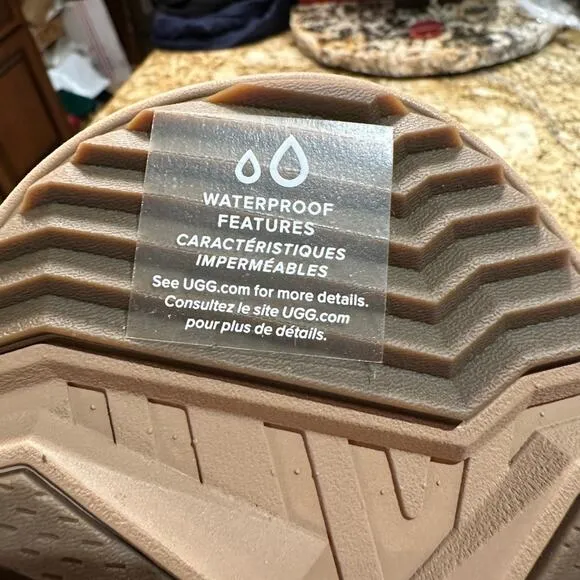 WATERPROOF
FEATURES
CARACTÉRISTIQUES
IMPERMÉABLES
See UGG.com for more details.
Consultez le site UGG.com
pour plus de détails.